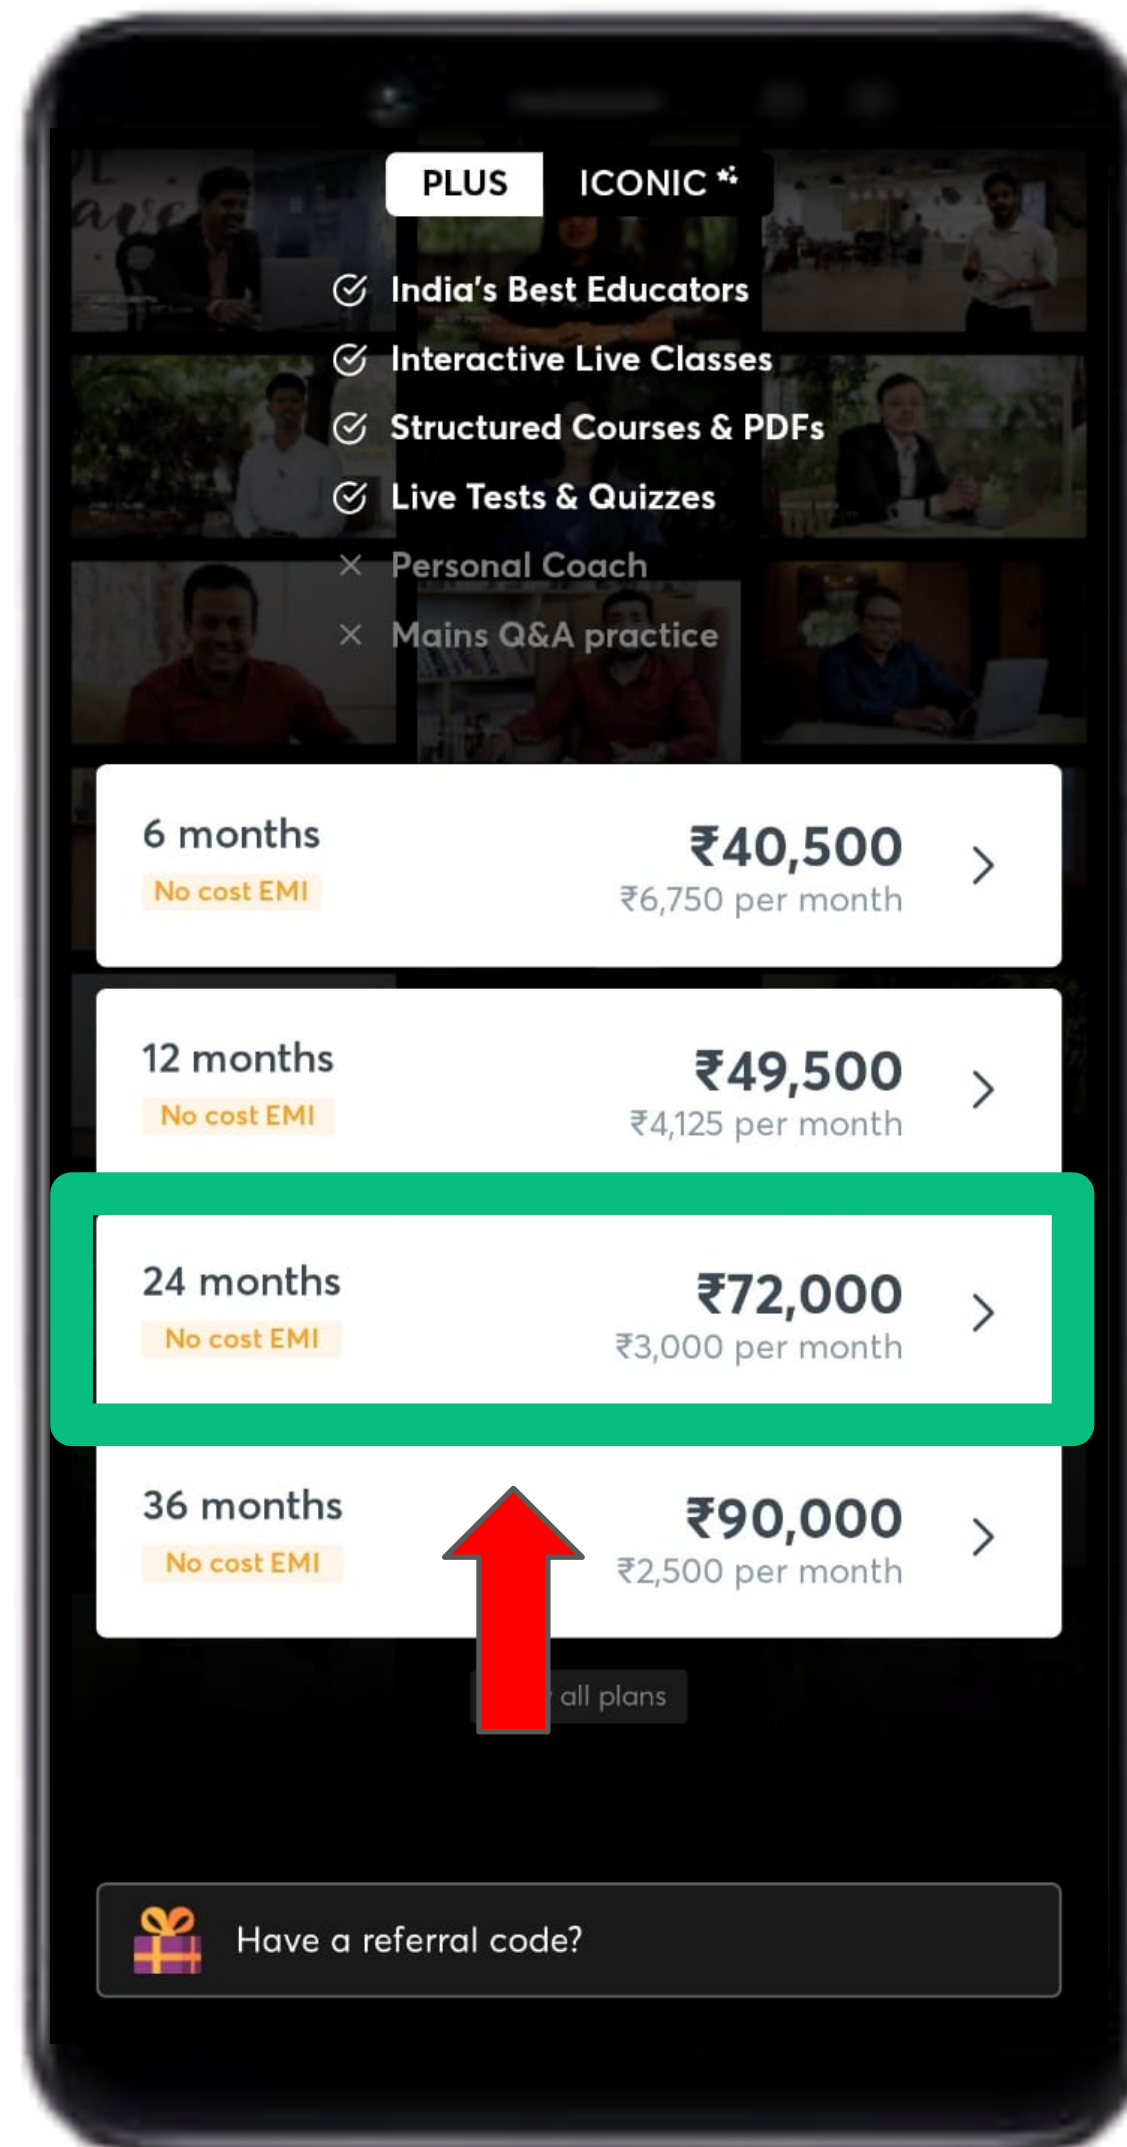 PLUS ICONIC
India's Best Educators
Interactive Live Classes
Structured Courses & PDFs
Live Tests & Quizzes
Personal Coach
Mains Q&A practice
6 months ₹40,500
No cost EMI ₹6,750 per month
12 months ₹49,500
No cost EMI ₹4,125 per month
24 months ₹72,000
No cost EMI ₹3,000 per month
36 months ₹90,000
No cost EMI ₹2,500 per month
all plans
Have a referral code?